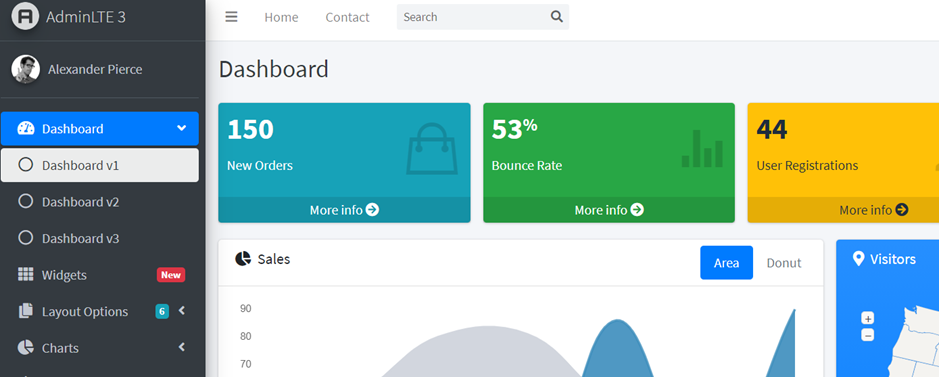 AdminLTE 3
Home Contact Search
Alexander Pierce
Dashboard
Dashboard v1
Dashboard v2
Dashboard v3
Widgets New
Layout Options 6
Charts
Dashboard
150
New Orders
More info
53%
Bounce Rate
More info
44
User Registrations
More info
Sales
Area Donut
90
80
70
Visitors
+
−